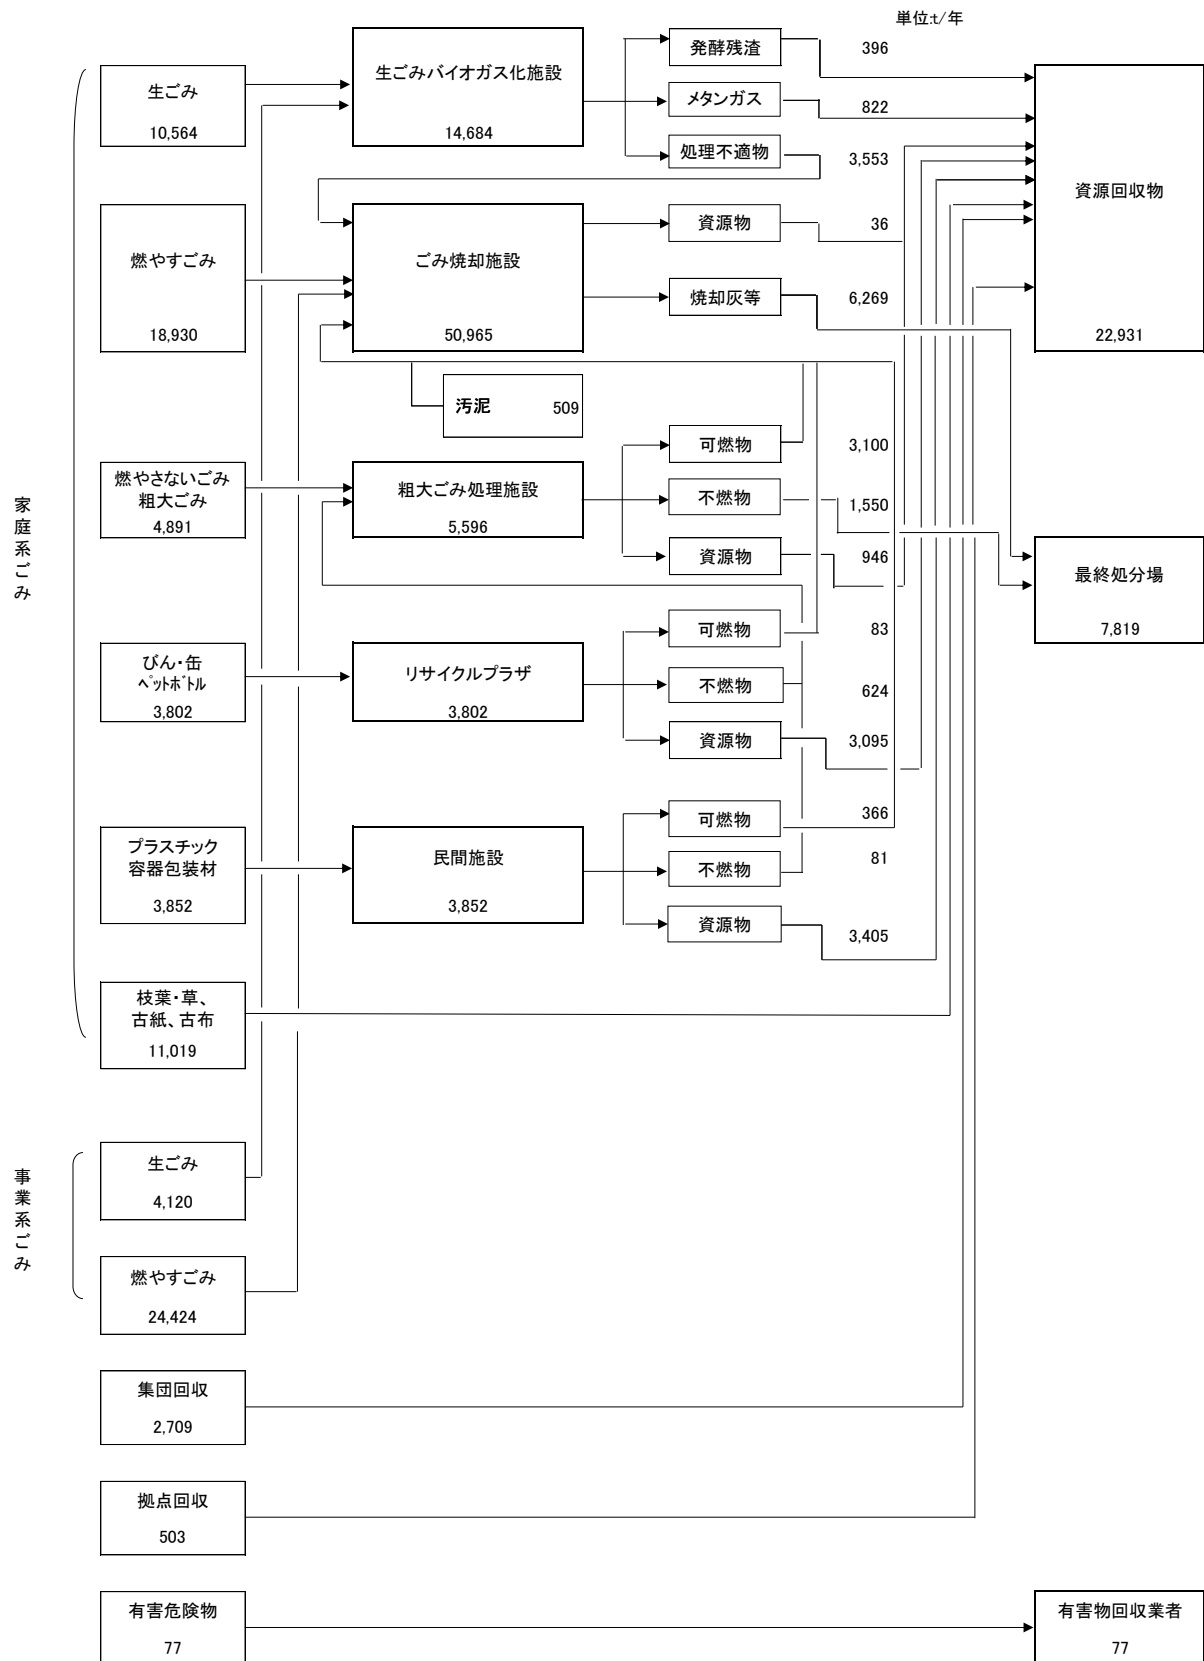 単位:t/年
生ごみ
10,564
生ごみバイオガス化施設
14,684
発酵残渣
396
メタンガス
822
処理不適物
3,553
資源回収物
22,931
燃やすごみ
18,930
ごみ焼却施設
50,965
資源物
36
焼却灰等
6,269
汚泥 509
家庭系ごみ
燃やさないごみ
粗大ごみ
4,891
粗大ごみ処理施設
5,596
可燃物
3,100
不燃物
1,550
資源物
946
最終処分場
7,819
びん・缶
ペットボトル
3,802
リサイクルプラザ
3,802
可燃物
83
不燃物
624
資源物
3,095
プラスチック
容器包装材
3,852
民間施設
3,852
可燃物
366
不燃物
81
資源物
3,405
枝葉・草、
古紙、古布
11,019
事業系ごみ
生ごみ
4,120
燃やすごみ
24,424
集団回収
2,709
拠点回収
503
有害危険物
77
有害物回収業者
77